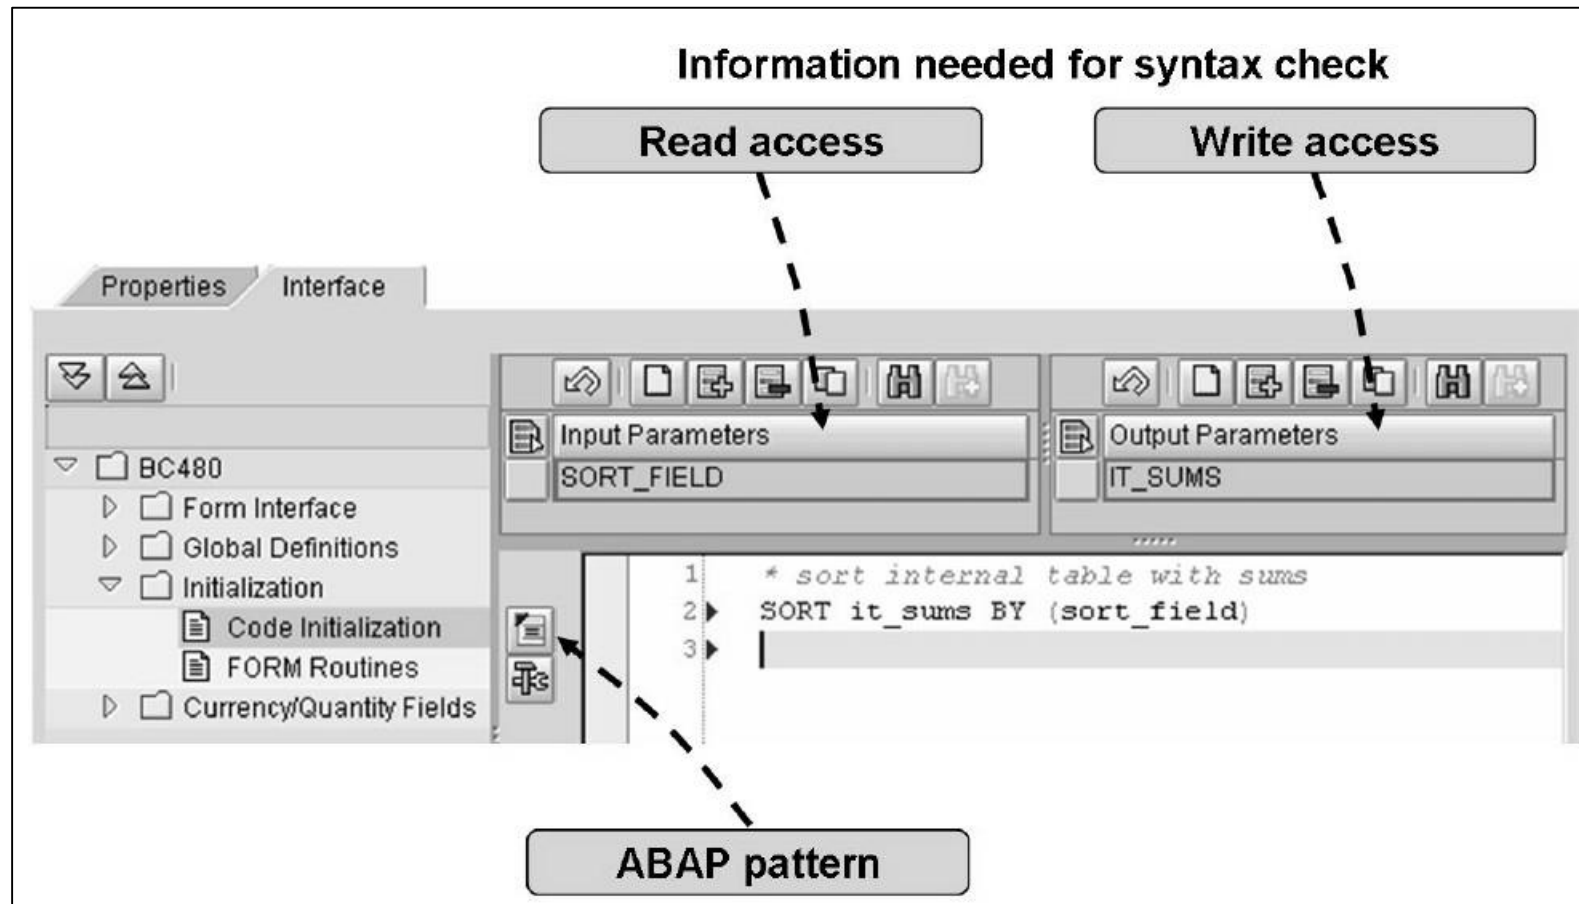 Information needed for syntax check
Read access
Write access
Properties
Interface
Input Parameters
Output Parameters
SORT_FIELD
IT_SUMS
BC480
Form Interface
Global Definitions
Initialization
Code Initialization
FORM Routines
Currency/Quantity Fields
1 * sort internal table with sums
2 SORT it_sums BY (sort_field)
3
ABAP pattern